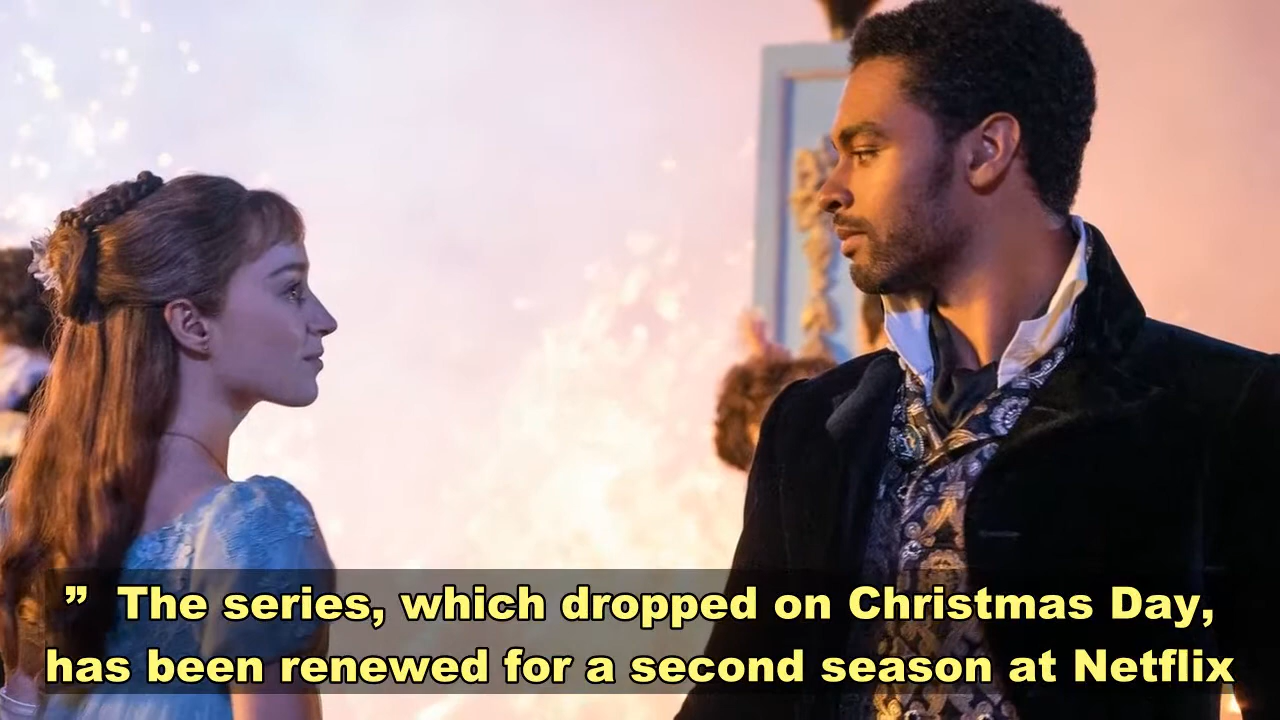 ” The series, which dropped on Christmas Day,
has been renewed for a second season at Netflix